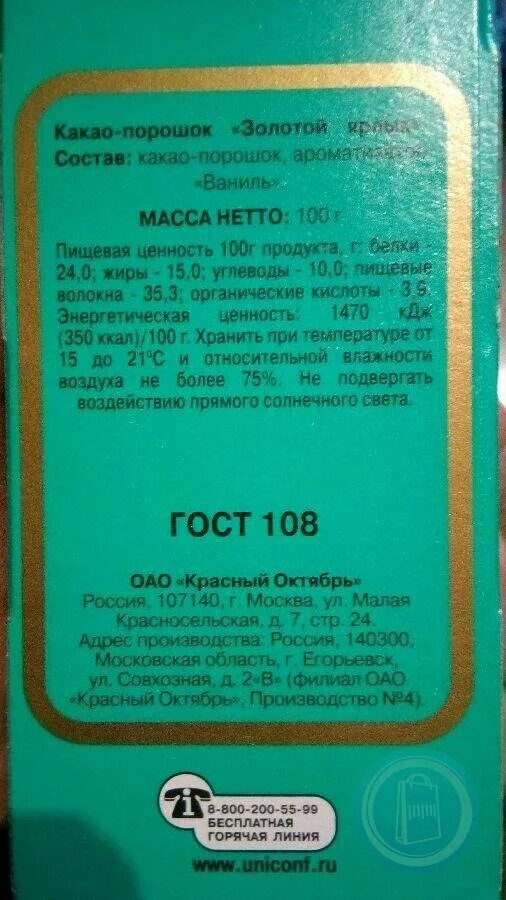 Какао-порошок «Золотой ярлык»
Состав: какао-порошок, ароматизатор
«Ваниль».
МАССА НЕТТО: 100 г
Пищевая ценность 100г продукта, г: белки -
24,0; жиры - 15,0; углеводы - 10,0; пищевые
волокна - 35,3; органические кислоты - 3,9.
Энергетическая ценность: 1470 кДж
(350 ккал)/100 г. Хранить при температуре от
15 до 21°С и относительной влажности
воздуха не более 75%. Не подвергать
воздействию прямого солнечного света.
ГОСТ 108
ОАО «Красный Октябрь»
Россия, 107140, г. Москва, ул. Малая
Красносельская, д. 7, стр. 24.
Адрес производства: Россия, 140300,
Московская область, г. Егорьевск,
ул. Совхозная, д. 2«В» (филиал ОАО
«Красный Октябрь», Производство №4).
8-800-200-55-99
БЕСПЛАТНАЯ
ГОРЯЧАЯ ЛИНИЯ
www.uniconf.ru